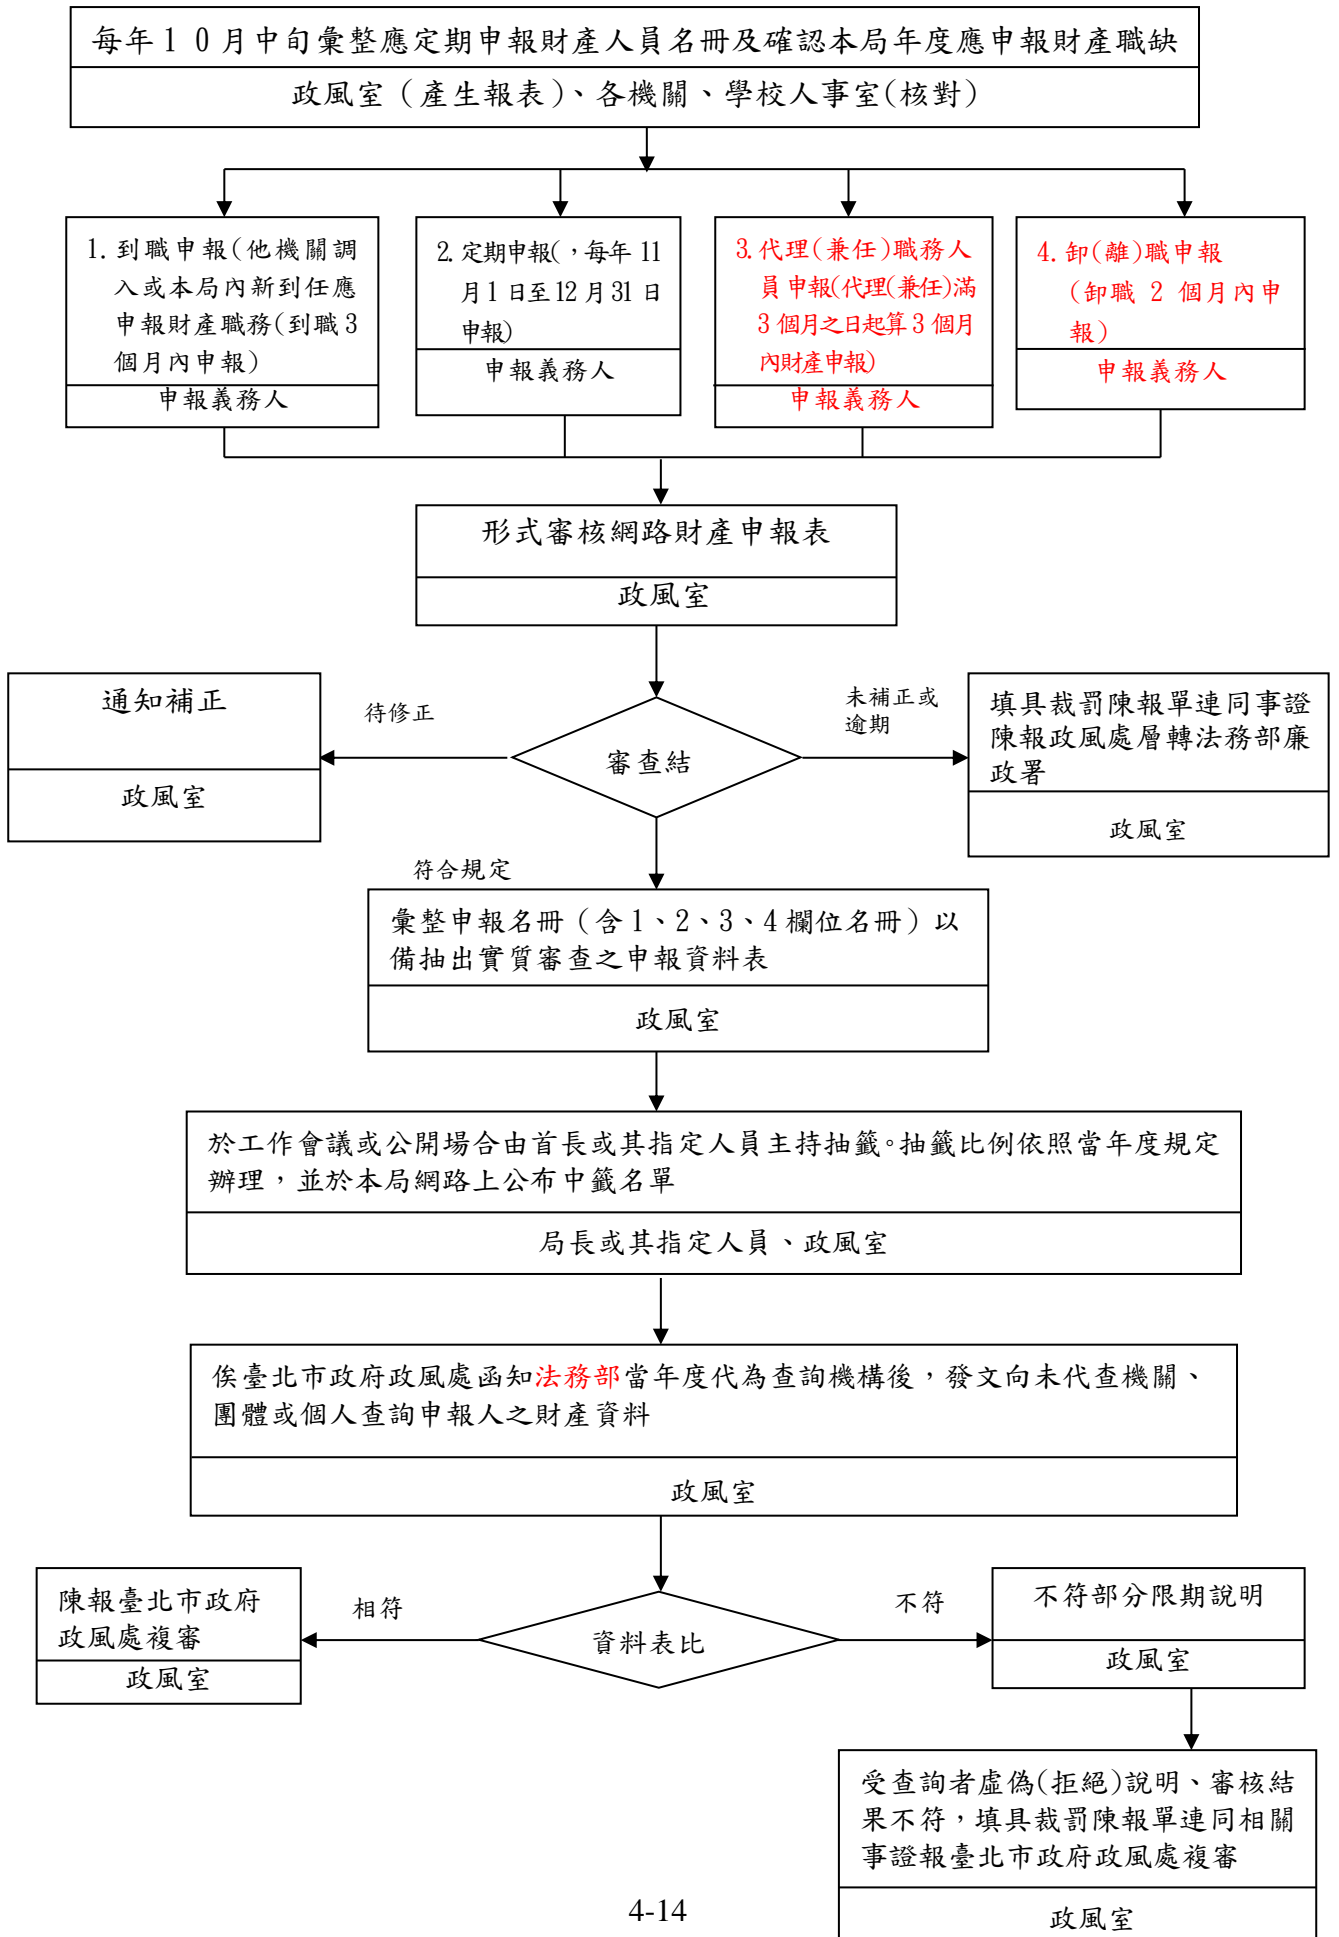 每年10月中旬彙整應定期申報財產人員名冊及確認本局年度應申報財產職缺
政風室（產生報表）、各機關、學校人事室(核對)
1. 到職申報(他機關調
入或本局內新到任應
申報財產職務(到職3
個月內申報)
申報義務人
2. 定期申報(，每年 11
月1日至12月31日
申報)
申報義務人
3. 代理(兼任)職務人
員申報(代理(兼任)滿
3個月之日起算3個月
內財產申報)
申報義務人
4. 卸(離)職申報
(卸職 2 個月內申
報)
申報義務人
形式審核網路財產申報表
政風室
通知補正
政風室
待修正
審查結
未補正或
逾期
填具裁罰陳報單連同事證
陳報政風處層轉法務部廉
政署
政風室
符合規定
彙整申報名冊（含1、2、3、4欄位名冊）以
備抽出實質審查之申報資料表
政風室
於工作會議或公開場合由首長或其指定人員主持抽籤。抽籤比例依照當年度規定
辦理，並於本局網路上公布中籤名單
局長或其指定人員、政風室
俟臺北市政府政風處函知法務部當年度代為查詢機構後，發文向未代查機關、
團體或個人查詢申報人之財產資料
政風室
陳報臺北市政府
政風處複審
政風室
相符
資料表比
不符
不符部分限期說明
政風室
受查詢者虛偽(拒絕)說明、審核結
果不符，填具裁罰陳報單連同相關
事證報臺北市政府政風處複審
政風室
4-14